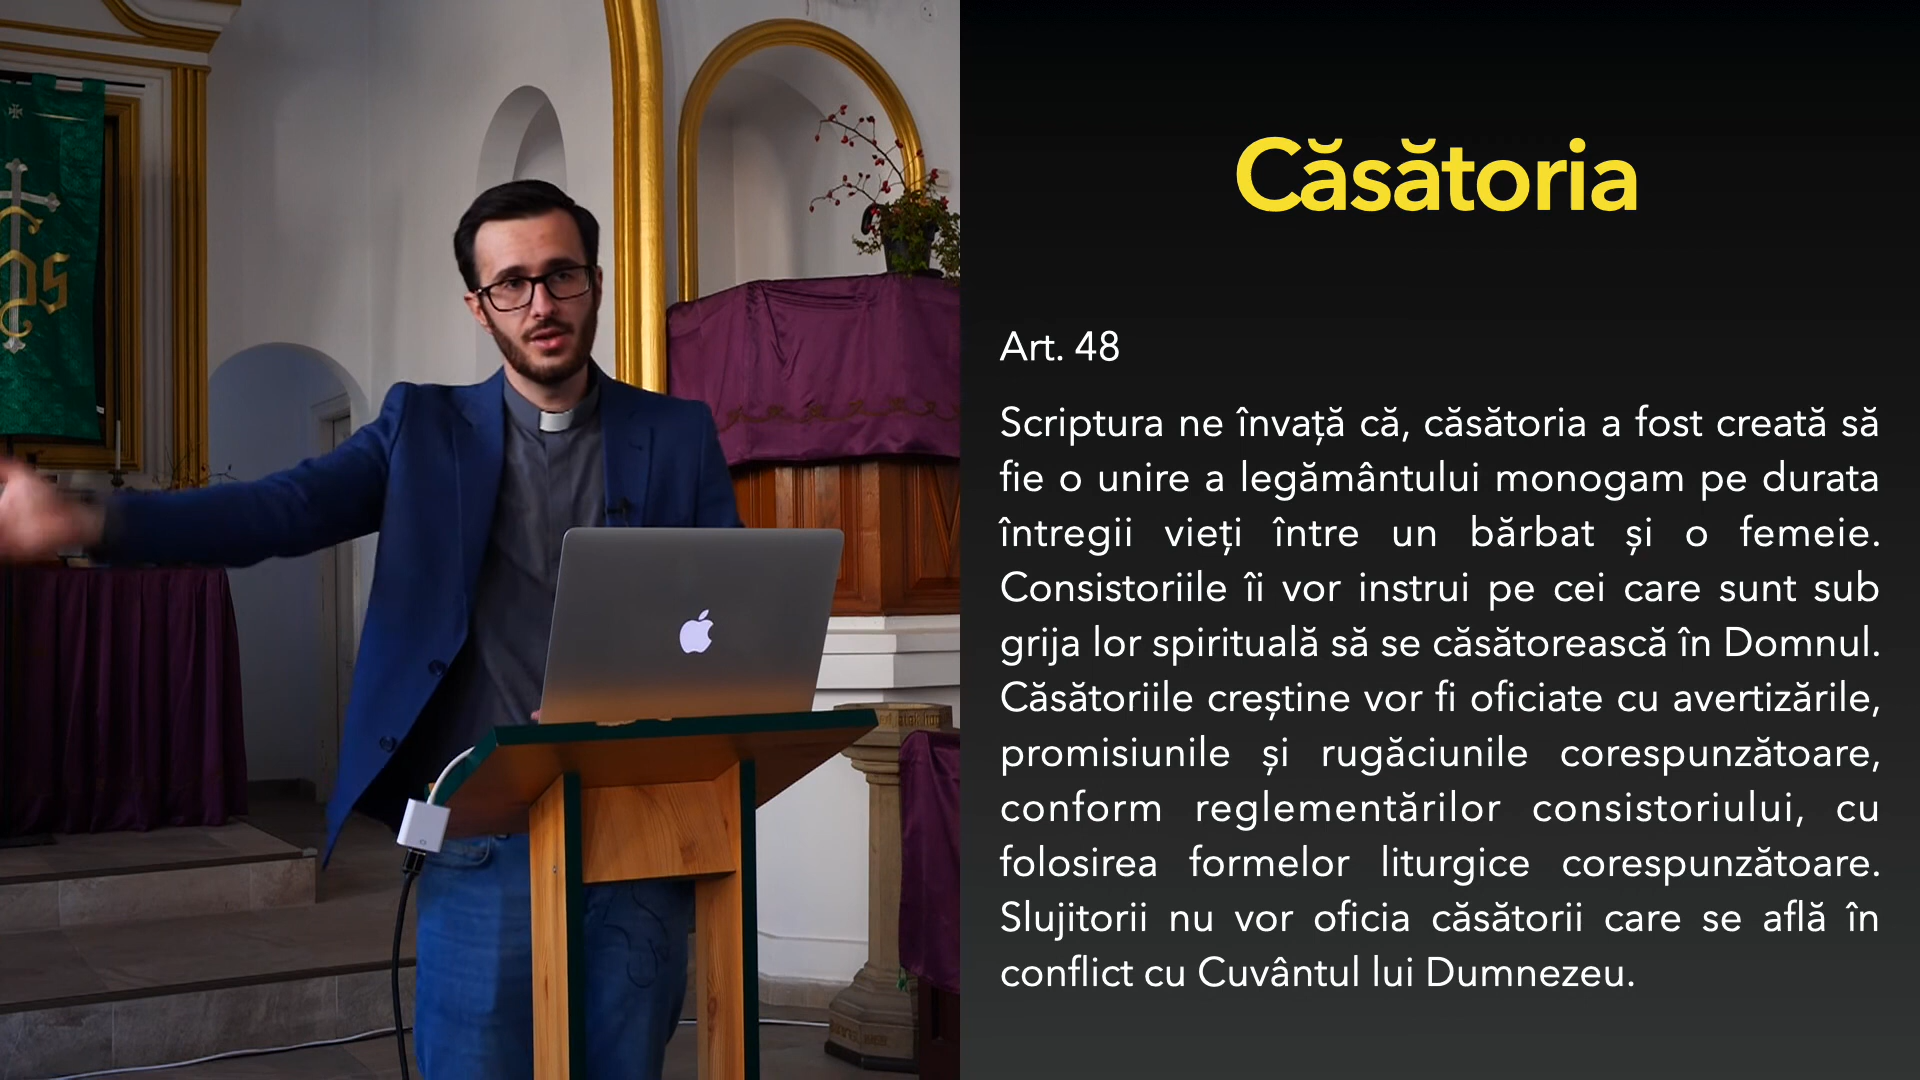 Căsătoria
Art. 48
Scriptura ne învață că, căsătoria a fost creată să
fie o unire a legământului monogam pe durata
întregii vieți între un bărbat și o femeie.
Consistoriile îi vor instrui pe cei care sunt sub
grija lor spirituală să se căsătorească în Domnul.
Căsătoriile creștine vor fi oficiate cu avertizările,
promisiunile și rugăciunile corespunzătoare,
conform reglementărilor consistoriului, cu
folosirea formelor liturgice corespunzătoare.
Slujitorii nu vor oficia căsătorii care se află în
conflict cu Cuvântul lui Dumnezeu.